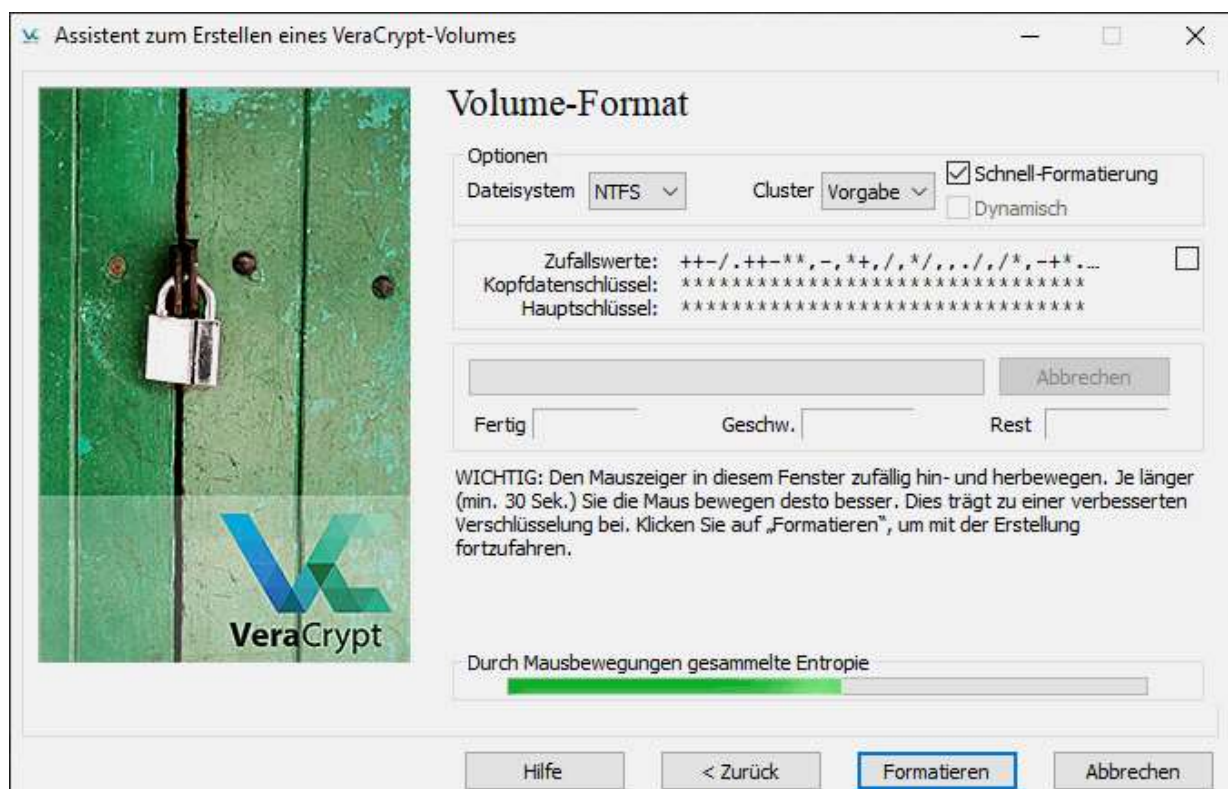 Assistent zum Erstellen eines VeraCrypt-Volumes
Volume-Format
Optionen
Dateisystem NTFS Cluster Vorgabe Schnell-Formatierung
Dynamisch
Zufallswerte: ++-/.++-**,-,*+,/,*/,,./,/*,-+*.…
Kopfdatenschlüssel: ********************************
Hauptschlüssel: ********************************
Abbrechen
Fertig Geschw. Rest
WICHTIG: Den Mauszeiger in diesem Fenster zufällig hin- und herbewegen. Je länger
(min. 30 Sek.) Sie die Maus bewegen desto besser. Dies trägt zu einer verbesserten
Verschlüsselung bei. Klicken Sie auf „Formatieren“, um mit der Erstellung
fortzufahren.
VeraCrypt
Durch Mausbewegungen gesammelte Entropie
Hilfe < Zurück Formatieren Abbrechen